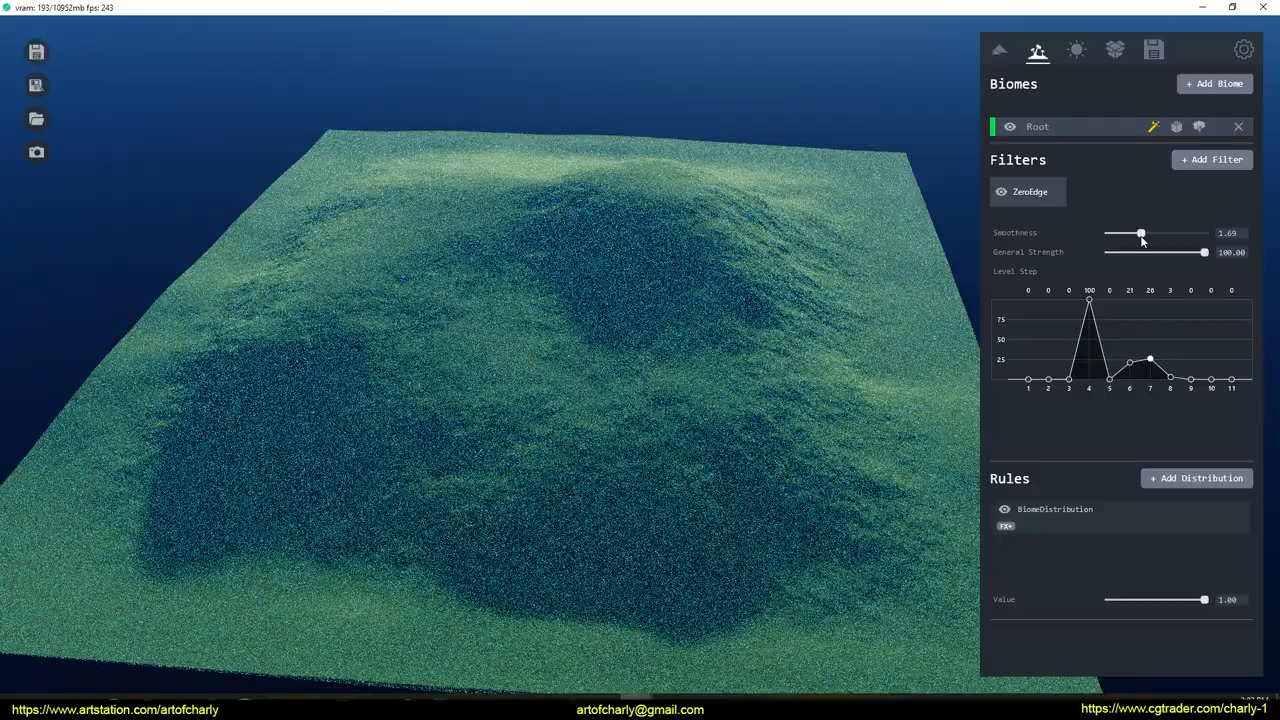 vram: 193/10952mb fps: 243
Biomes
+ Add Biome
Root
Filters
+ Add Filter
ZeroEdge
Smoothness 1.69
General Strength 100.00
Level Step
0 0 0 100 0 21 26 3 0 0 0
75
50
25
1 2 3 4 5 6 7 8 9 10 11
Rules
+ Add Distribution
BiomeDistribution
FX+
Value 1.00
https://www.artstation.com/artofcharly
artofcharly@gmail.com
https://www.cgtrader.com/charly-1